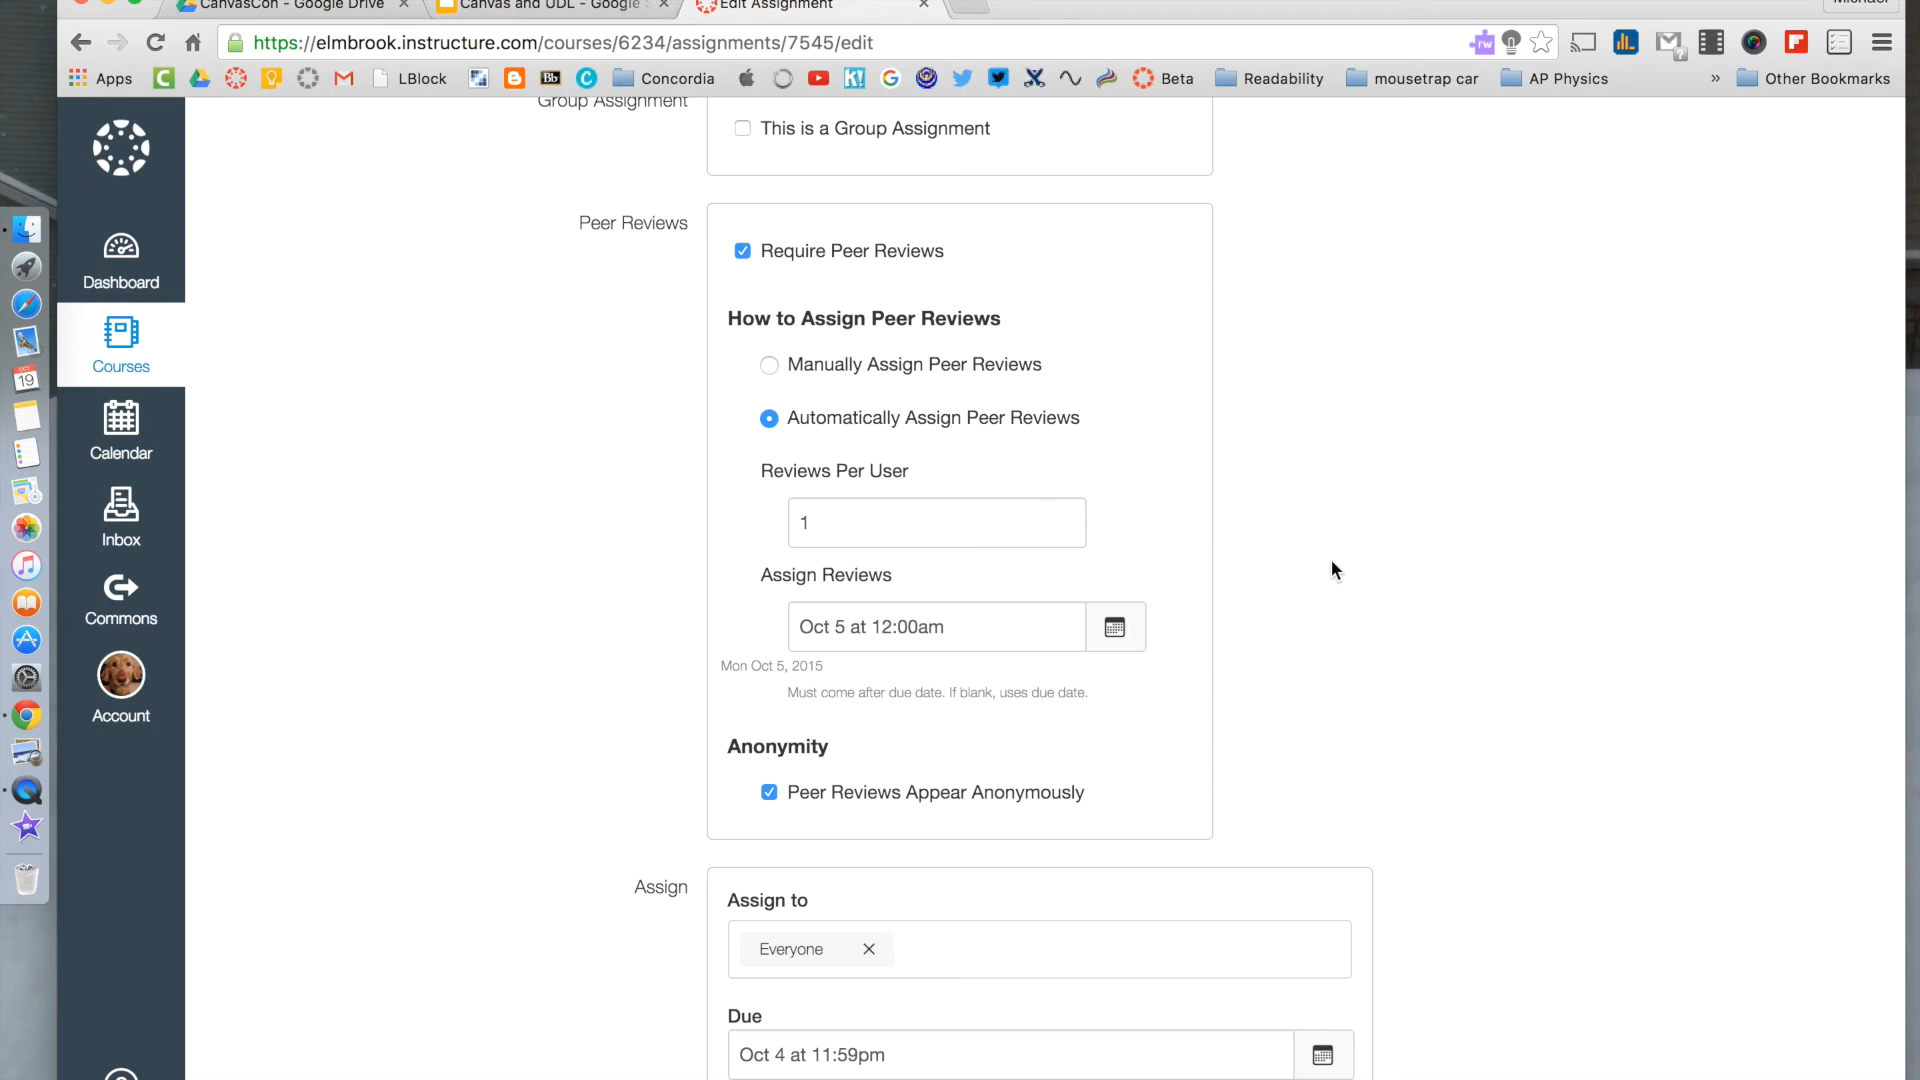 CanvasCon - Google Drive
Canvas and UDL - Google S
Edit Assignment
Michael
https://elmbrook.instructure.com/courses/6234/assignments/7545/edit
Apps
LBlock
Bb
Concordia
K!
Beta
Readability
mousetrap car
AP Physics
»
Other Bookmarks
Group Assignment
This is a Group Assignment
Peer Reviews
Require Peer Reviews
How to Assign Peer Reviews
Manually Assign Peer Reviews
Automatically Assign Peer Reviews
Reviews Per User
1
Assign Reviews
Oct 5 at 12:00am
Mon Oct 5, 2015
Must come after due date. If blank, uses due date.
Anonymity
Peer Reviews Appear Anonymously
Assign
Assign to
Everyone
Due
Oct 4 at 11:59pm
Dashboard
Courses
Calendar
Inbox
Commons
Account
OCT
19